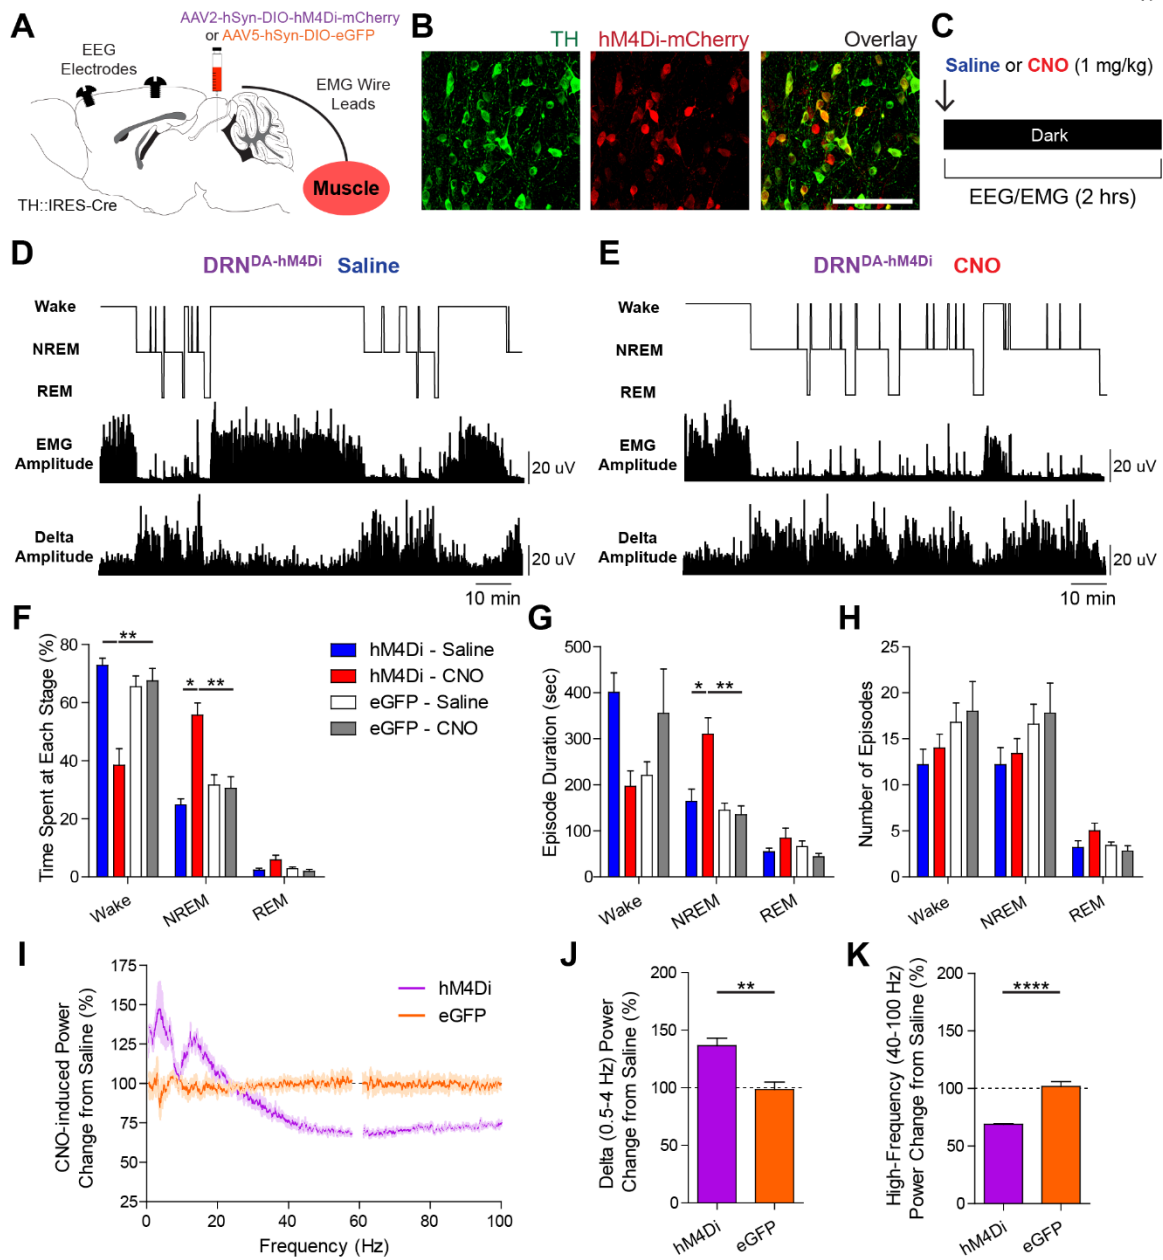 A
AAV2-hSyn-DIO-hM4Di-mCherry
or AAV5-hSyn-DIO-eGFP
EEG
Electrodes
EMG Wire
Leads
Muscle
TH::IRES-Cre
B
TH
hM4Di-mCherry
Overlay
C
Saline or CNO (1 mg/kg)
Dark
EEG/EMG (2 hrs)
D
DRN^DA-hM4Di Saline
Wake
NREM
REM
EMG
Amplitude
20 uV
Delta
Amplitude
20 uV
10 min
E
DRN^DA-hM4Di CNO
Wake
NREM
REM
EMG
Amplitude
20 uV
Delta
Amplitude
20 uV
10 min
F
Time Spent at Each Stage (%)
80
60
40
20
0
**
* **
Wake
NREM
REM
hM4Di - Saline
hM4Di - CNO
eGFP - Saline
eGFP - CNO
G
Episode Duration (sec)
500
400
300
200
100
0
* **
Wake
NREM
REM
H
Number of Episodes
25
20
15
10
5
0
Wake
NREM
REM
I
CNO-induced Power
Change from Saline (%)
175
150
125
100
75
50
25
0
20
40
60
80
100
Frequency (Hz)
hM4Di
eGFP
J
Delta (0.5-4 Hz) Power
Change from Saline (%)
200
150
100
50
0
**
hM4Di
eGFP
K
High-Frequency (40-100 Hz)
Power Change from Saline (%)
200
150
100
50
0
****
hM4Di
eGFP